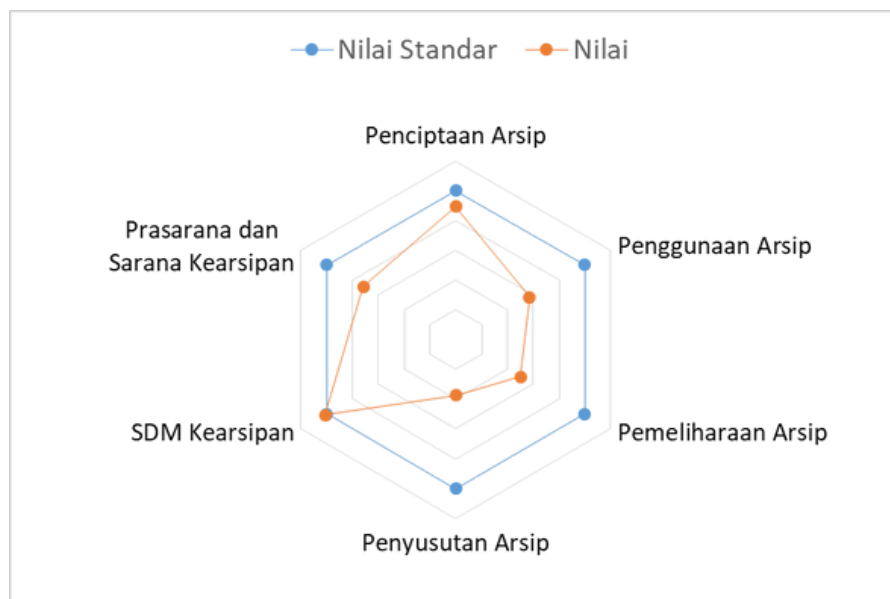 Nilai Standar Nilai
Penciptaan Arsip
Prasarana dan
Sarana Kearsipan
Penggunaan Arsip
SDM Kearsipan
Pemeliharaan Arsip
Penyusutan Arsip